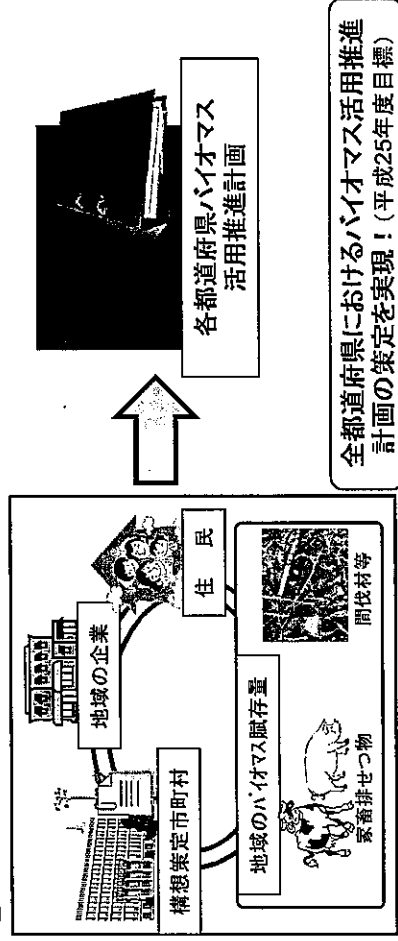 地域の企業
住民
構想策定市町村
地域のバイオマス賦存量
家畜排せつ物
間伐材等
各都道府県バイオマス
活用推進計画
全都道府県におけるバイオマス活用推進
計画の策定を実現！(平成25年度目標)